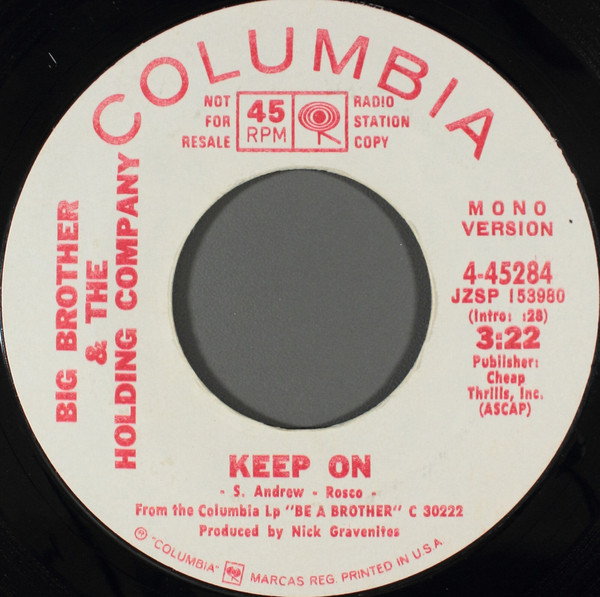 COLUMBIA
NOT
FOR
RESALE
45
RPM
RADIO
STATION
COPY
BIG BROTHER
& THE
HOLDING COMPANY
MONO
VERSION
4-45284
JZSP 153980
(Intro: :28)
3:22
Publisher:
Cheap
Thrills, Inc.
(ASCAP)
KEEP ON
- S. Andrew - Rosco -
From the Columbia Lp "BE A BROTHER" C 30222
Produced by Nick Gravenites
Ⓟ "COLUMBIA" MARCAS REG. PRINTED IN U.S.A.